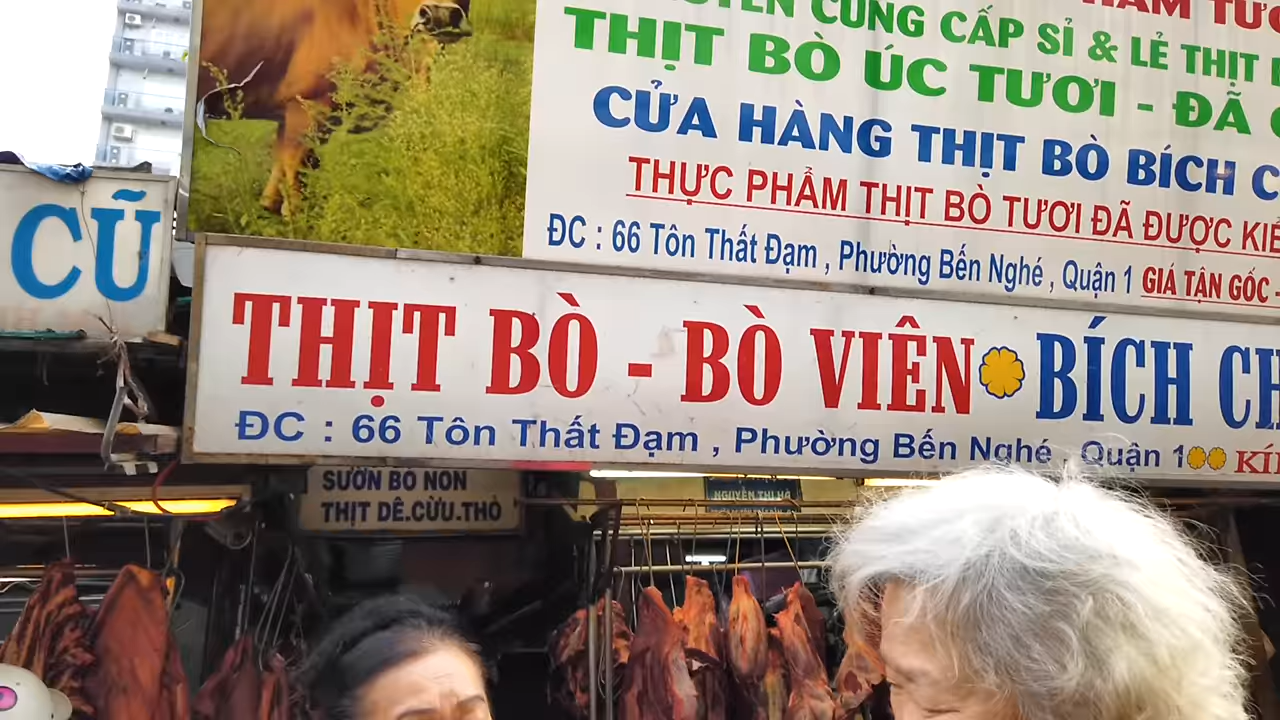 CUNG CẤP SỈ & LẺ THỊT
THỊT BÒ ÚC TƯƠI - ĐÃ
CỬA HÀNG THỊT BÒ BÍCH
THỰC PHẨM THỊT BÒ TƯƠI ĐÃ ĐƯỢC
ĐC : 66 Tôn Thất Đạm , Phường Bến Nghé , Quận 1 GIÁ TẬN GỐC
CŨ
THỊT BÒ - BÒ VIÊN BÍCH
ĐC : 66 Tôn Thất Đạm , Phường Bến Nghé , Quận 1
SƯỜN BÒ NON
THỊT DÊ.CỪU.THỎ
NGUYỄN THỊ HÀ